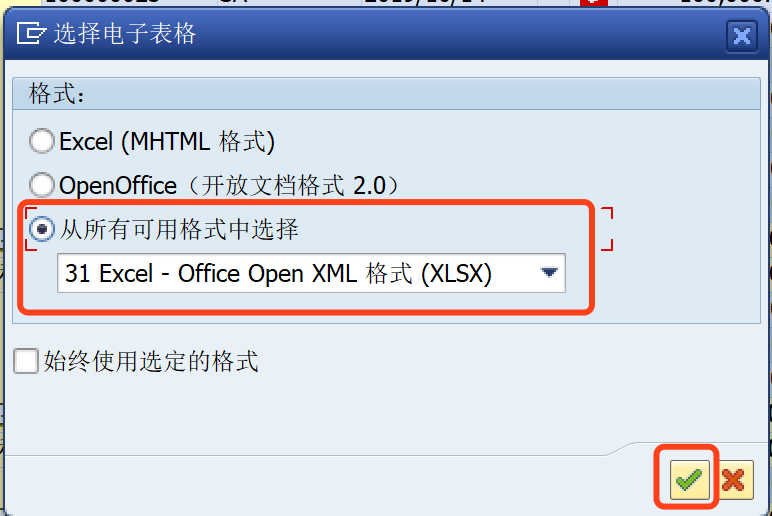 选择电子表格
格式:
Excel (MHTML 格式)
OpenOffice（开放文档格式 2.0）
从所有可用格式中选择
31 Excel - Office Open XML 格式 (XLSX)
始终使用选定的格式